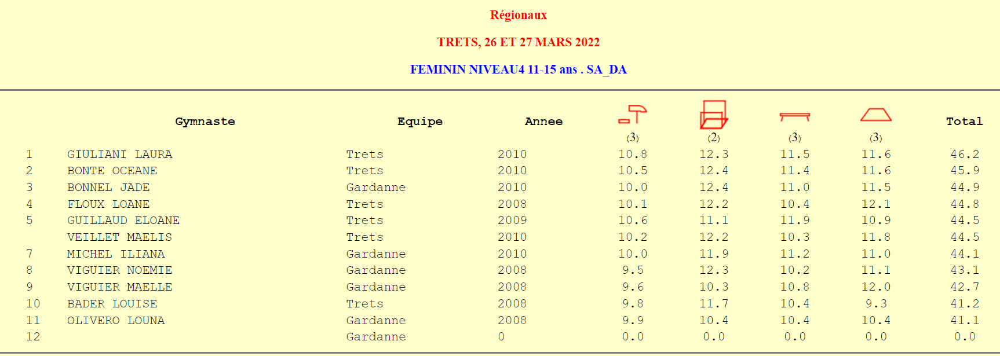 Régionaux
TRETS, 26 ET 27 MARS 2022
FEMININ NIVEAU4 11-15 ans . SA_DA
Gymnaste Equipe Annee Total
(3) (2) (3) (3)
1 GIULIANI LAURA Trets 2010 10.8 12.3 11.5 11.6 46.2
2 BONTE OCEANE Trets 2010 10.5 12.4 11.4 11.6 45.9
3 BONNEL JADE Gardanne 2010 10.0 12.4 11.0 11.5 44.9
4 FLOUX LOANE Trets 2008 10.1 12.2 10.4 12.1 44.8
5 GUILLAUD ELOANE Trets 2009 10.6 11.1 11.9 10.9 44.5
VEILLET MAELIS Trets 2010 10.2 12.2 10.3 11.8 44.5
7 MICHEL ILIANA Gardanne 2010 10.0 11.9 11.2 11.0 44.1
8 VIGUIER NOEMIE Gardanne 2008 9.5 12.3 10.2 11.1 43.1
9 VIGUIER MAELLE Gardanne 2008 9.6 10.3 10.8 12.0 42.7
10 BADER LOUISE Trets 2008 9.8 11.7 10.4 9.3 41.2
11 OLIVERO LOUNA Gardanne 2008 9.9 10.4 10.4 10.4 41.1
12 Gardanne 0 0.0 0.0 0.0 0.0 0.0